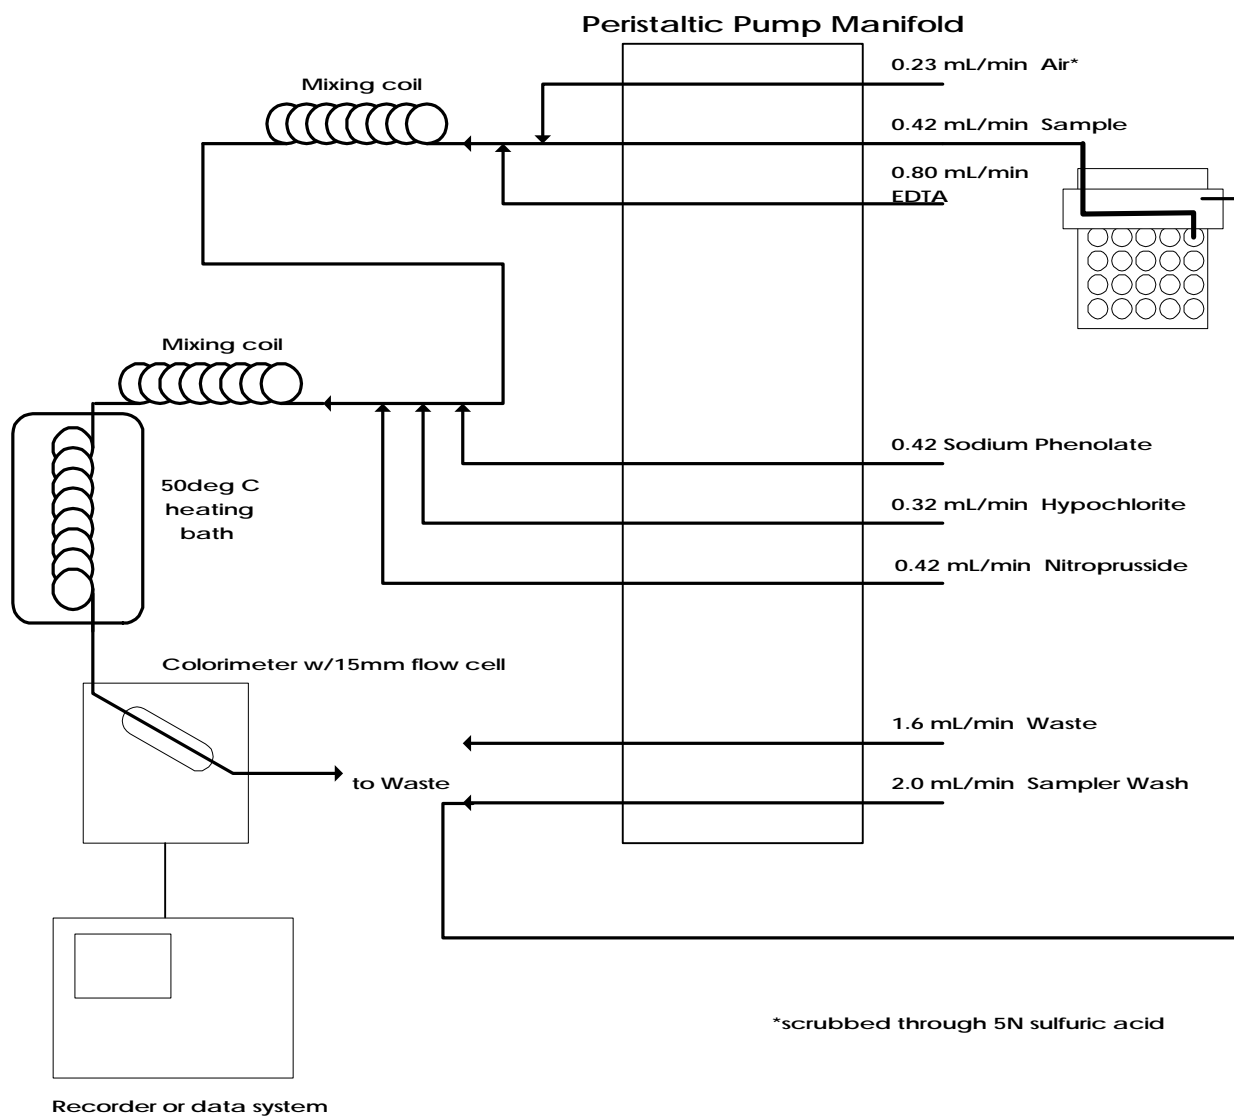 Peristaltic Pump Manifold
0.23 mL/min  Air*
Mixing coil
0.42 mL/min  Sample
0.80 mL/min
EDTA
Mixing coil
0.42 Sodium Phenolate
50deg C
heating
bath
0.32 mL/min  Hypochlorite
0.42 mL/min  Nitroprusside
Colorimeter w/15mm flow cell
1.6 mL/min  Waste
to Waste
2.0 mL/min  Sampler Wash
*scrubbed through 5N sulfuric acid
Recorder or data system